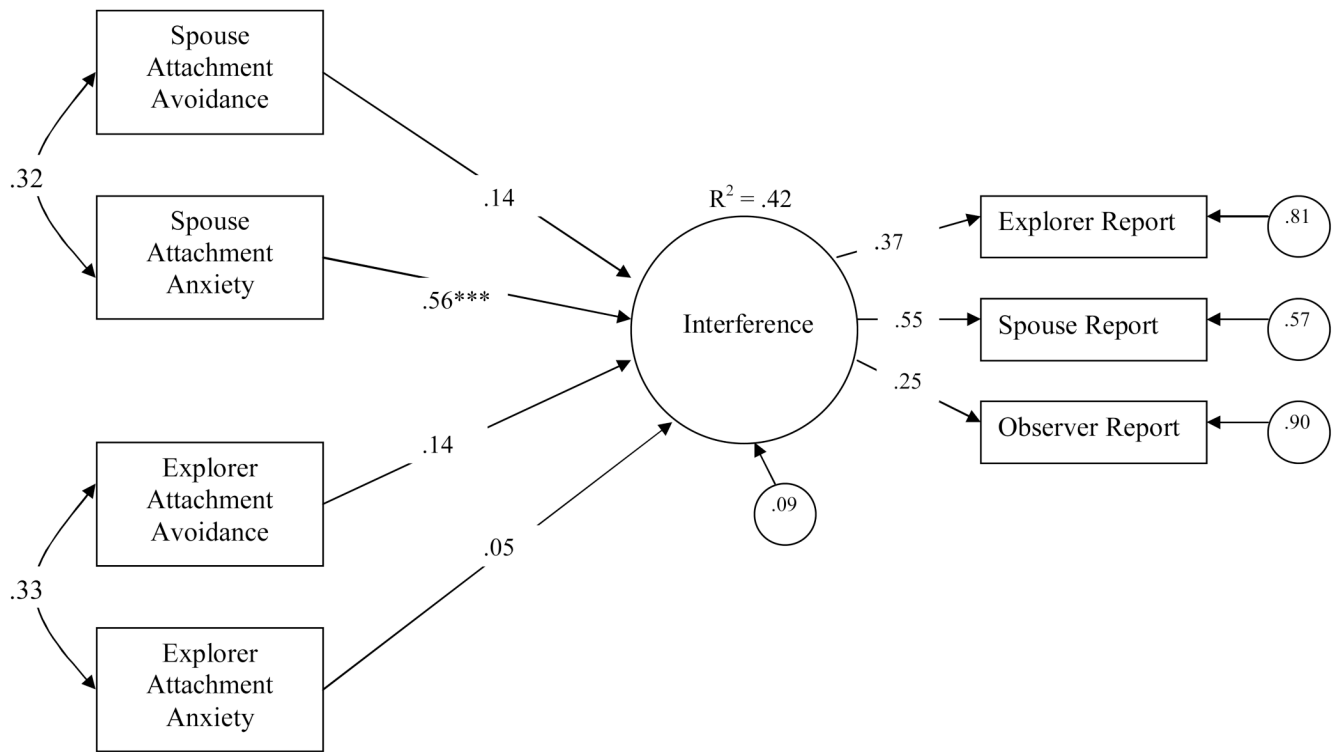 Spouse
Attachment
Avoidance
.32
Spouse
Attachment
Anxiety
.14
.56***
Explorer
Attachment
Avoidance
.33
Explorer
Attachment
Anxiety
.14
.05
R² = .42
Interference
.09
.37
.55
.25
Explorer Report
.81
Spouse Report
.57
Observer Report
.90